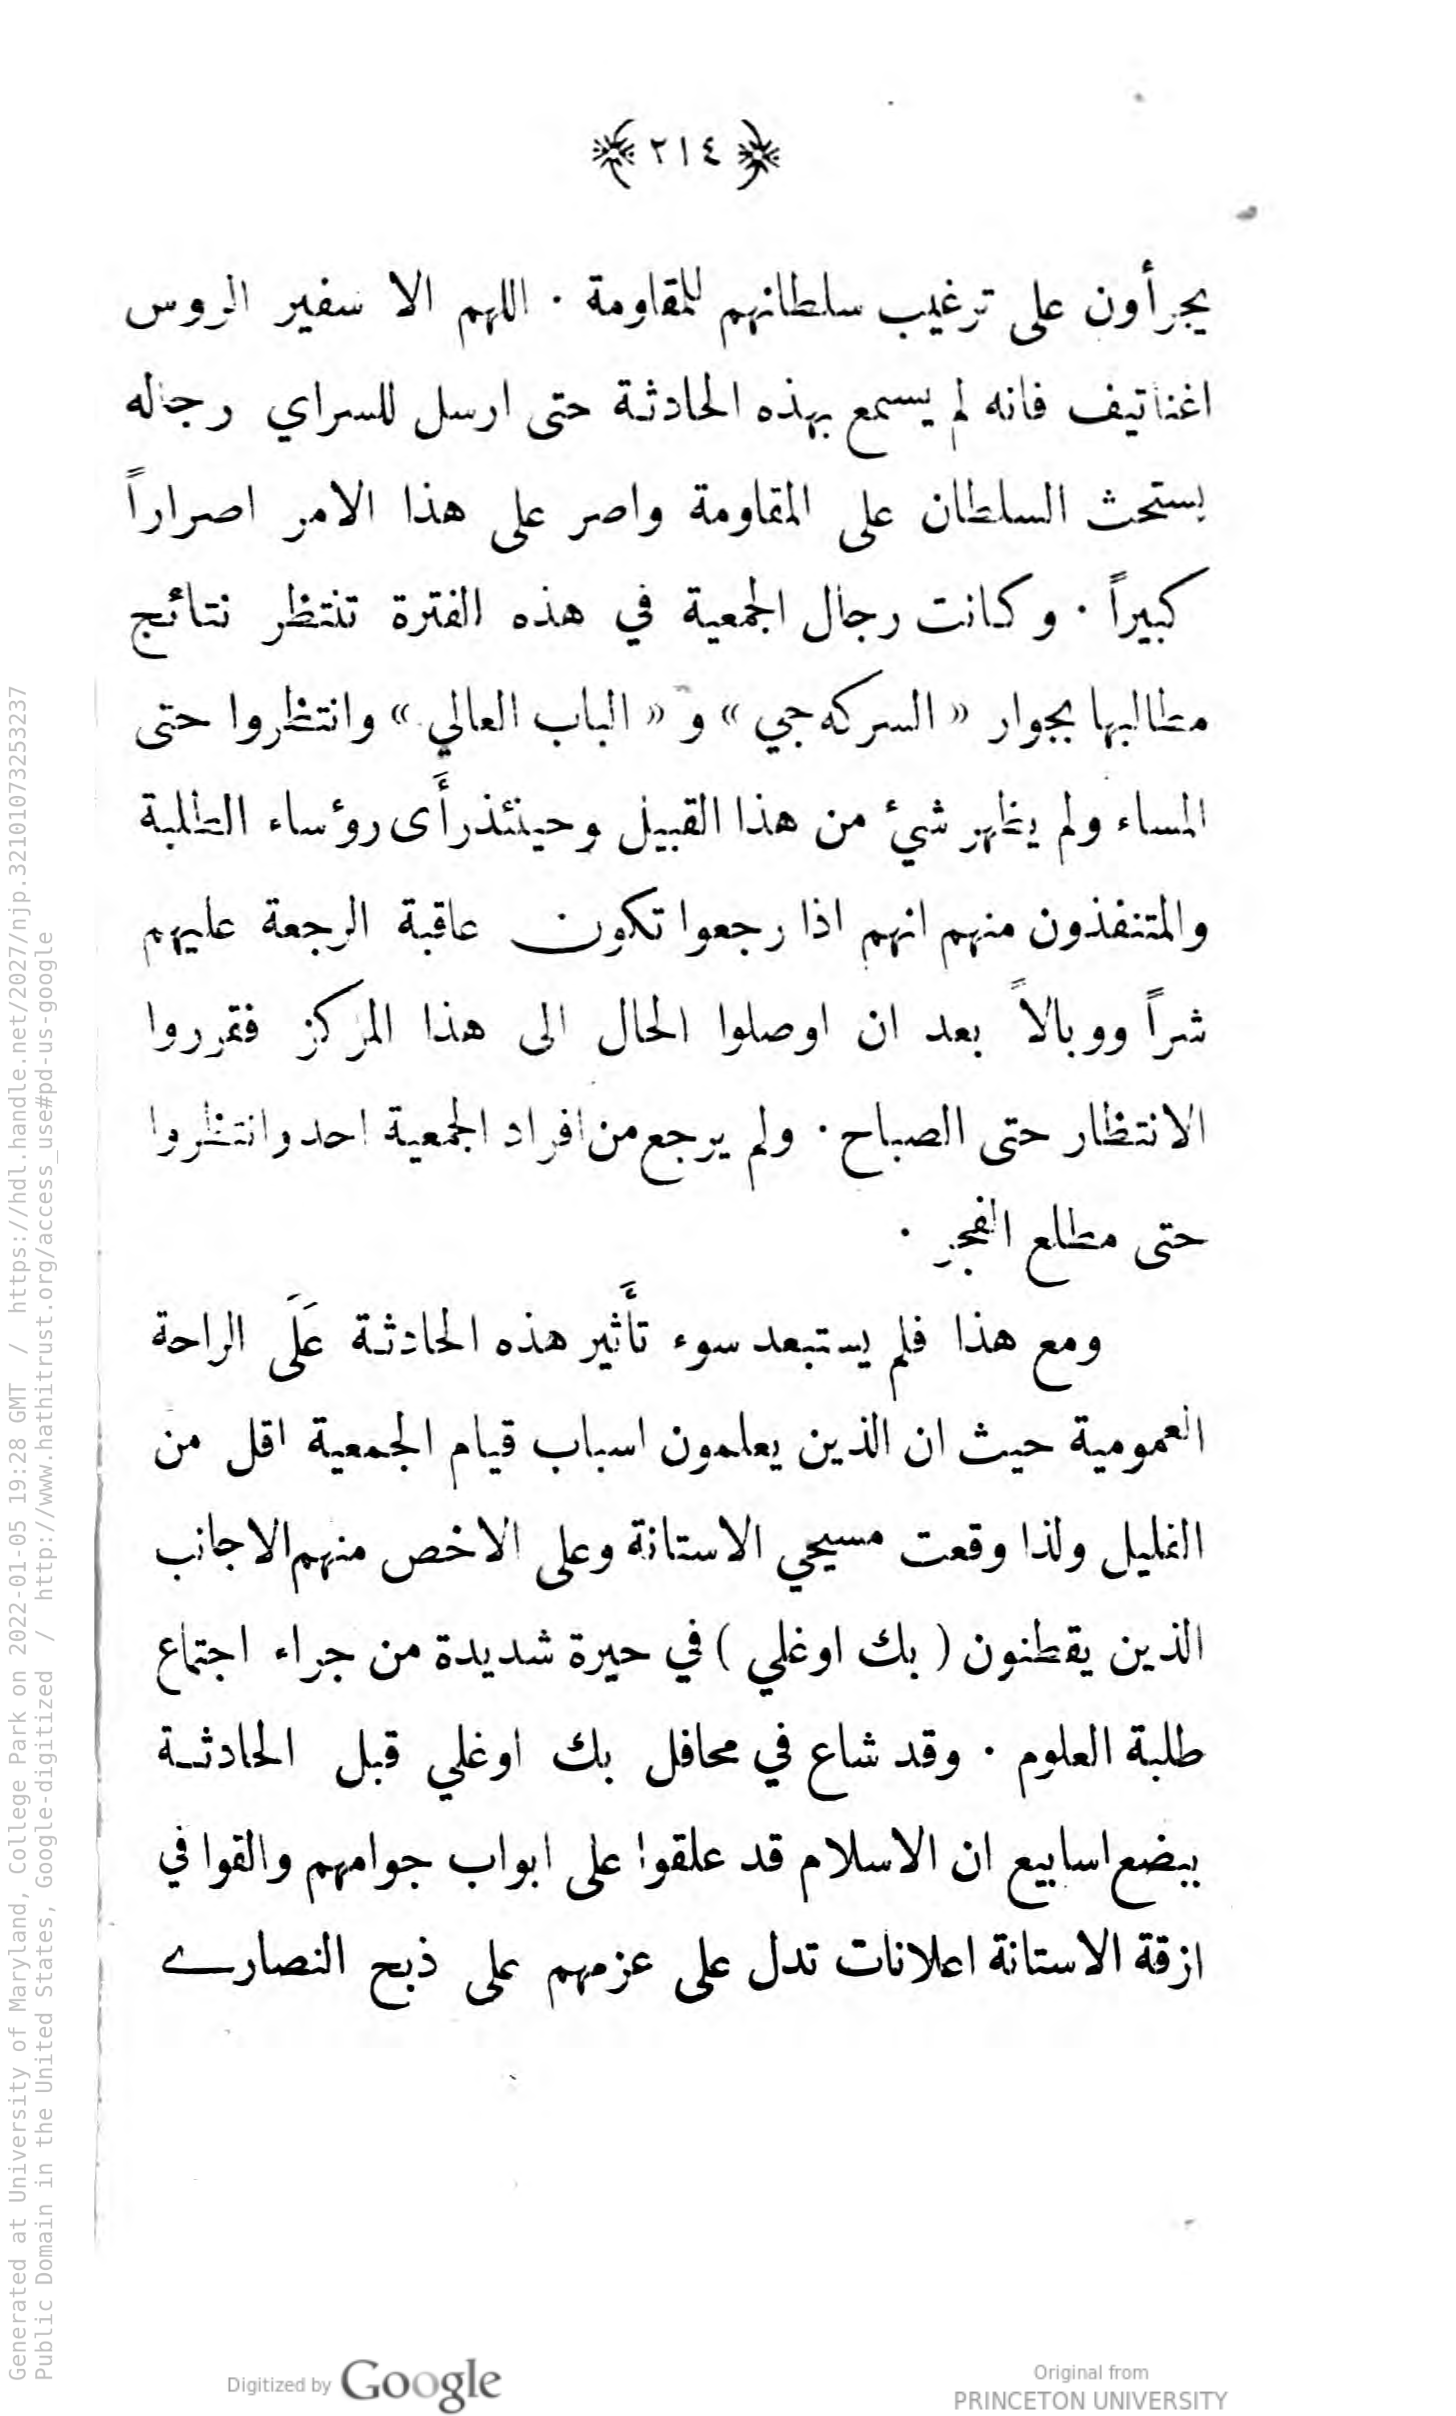 ﴿ ٢١٤ ﴾
يجرأون على ترغيب سلطانهم للمقاومة . اللهم الا سفير الروس
اغناتيف فانه لم يسمع بهذه الحادثة حتى ارسل للسراي رجاله
يستحث السلطان على المقاومة واصر على هذا الامر اصراراً
كبيراً . وكانت رجال الجمعية في هذه الفترة تنتظر نتائج
مطالبها بجوار « السركه جي » و « الباب العالي » وانتظروا حتى
المساء ولم يظهر شيء من هذا القبيل وحينئذ رأَى روؤساء الطلبة
والمتنفذون منهم انهم اذا رجعوا تكون عاقبة الرجعة عليهم
شراً ووبالاً بعد ان اوصلوا الحال الى هذا المركز فقرروا
الانتظار حتى الصباح . ولم يرجع من افراد الجمعية احد وانتظروا
حتى مطلع الفجر .
ومع هذا فلم يستبعد سوء تأَثير هذه الحادثة عَلَى الراحة
العمومية حيث ان الذين يعلمون اسباب قيام الجمعية اقل من
القليل ولذا وقعت مسيحي الاستانة وعلى الاخص منهم الاجانب
الذين يقطنون ( بك اوغلي ) في حيرة شديدة من جراء اجتماع
طلبة العلوم . وقد شاع في محافل بك اوغلي قبل الحادثة
ببضع اسابيع ان الاسلام قد علقوا على ابواب جوامهم والقوا في
ازقة الاستانة اعلانات تدل على عزمهم على ذبح النصارے
Generated at University of Maryland, College Park on 2022-01-05 19:28 GMT / https://hdl.handle.net/2027/njp.32101073253237
Public Domain in the United States, Google-digitized / http://www.hathitrust.org/access_use#pd-us-google
Digitized by Google
Original from
PRINCETON UNIVERSITY